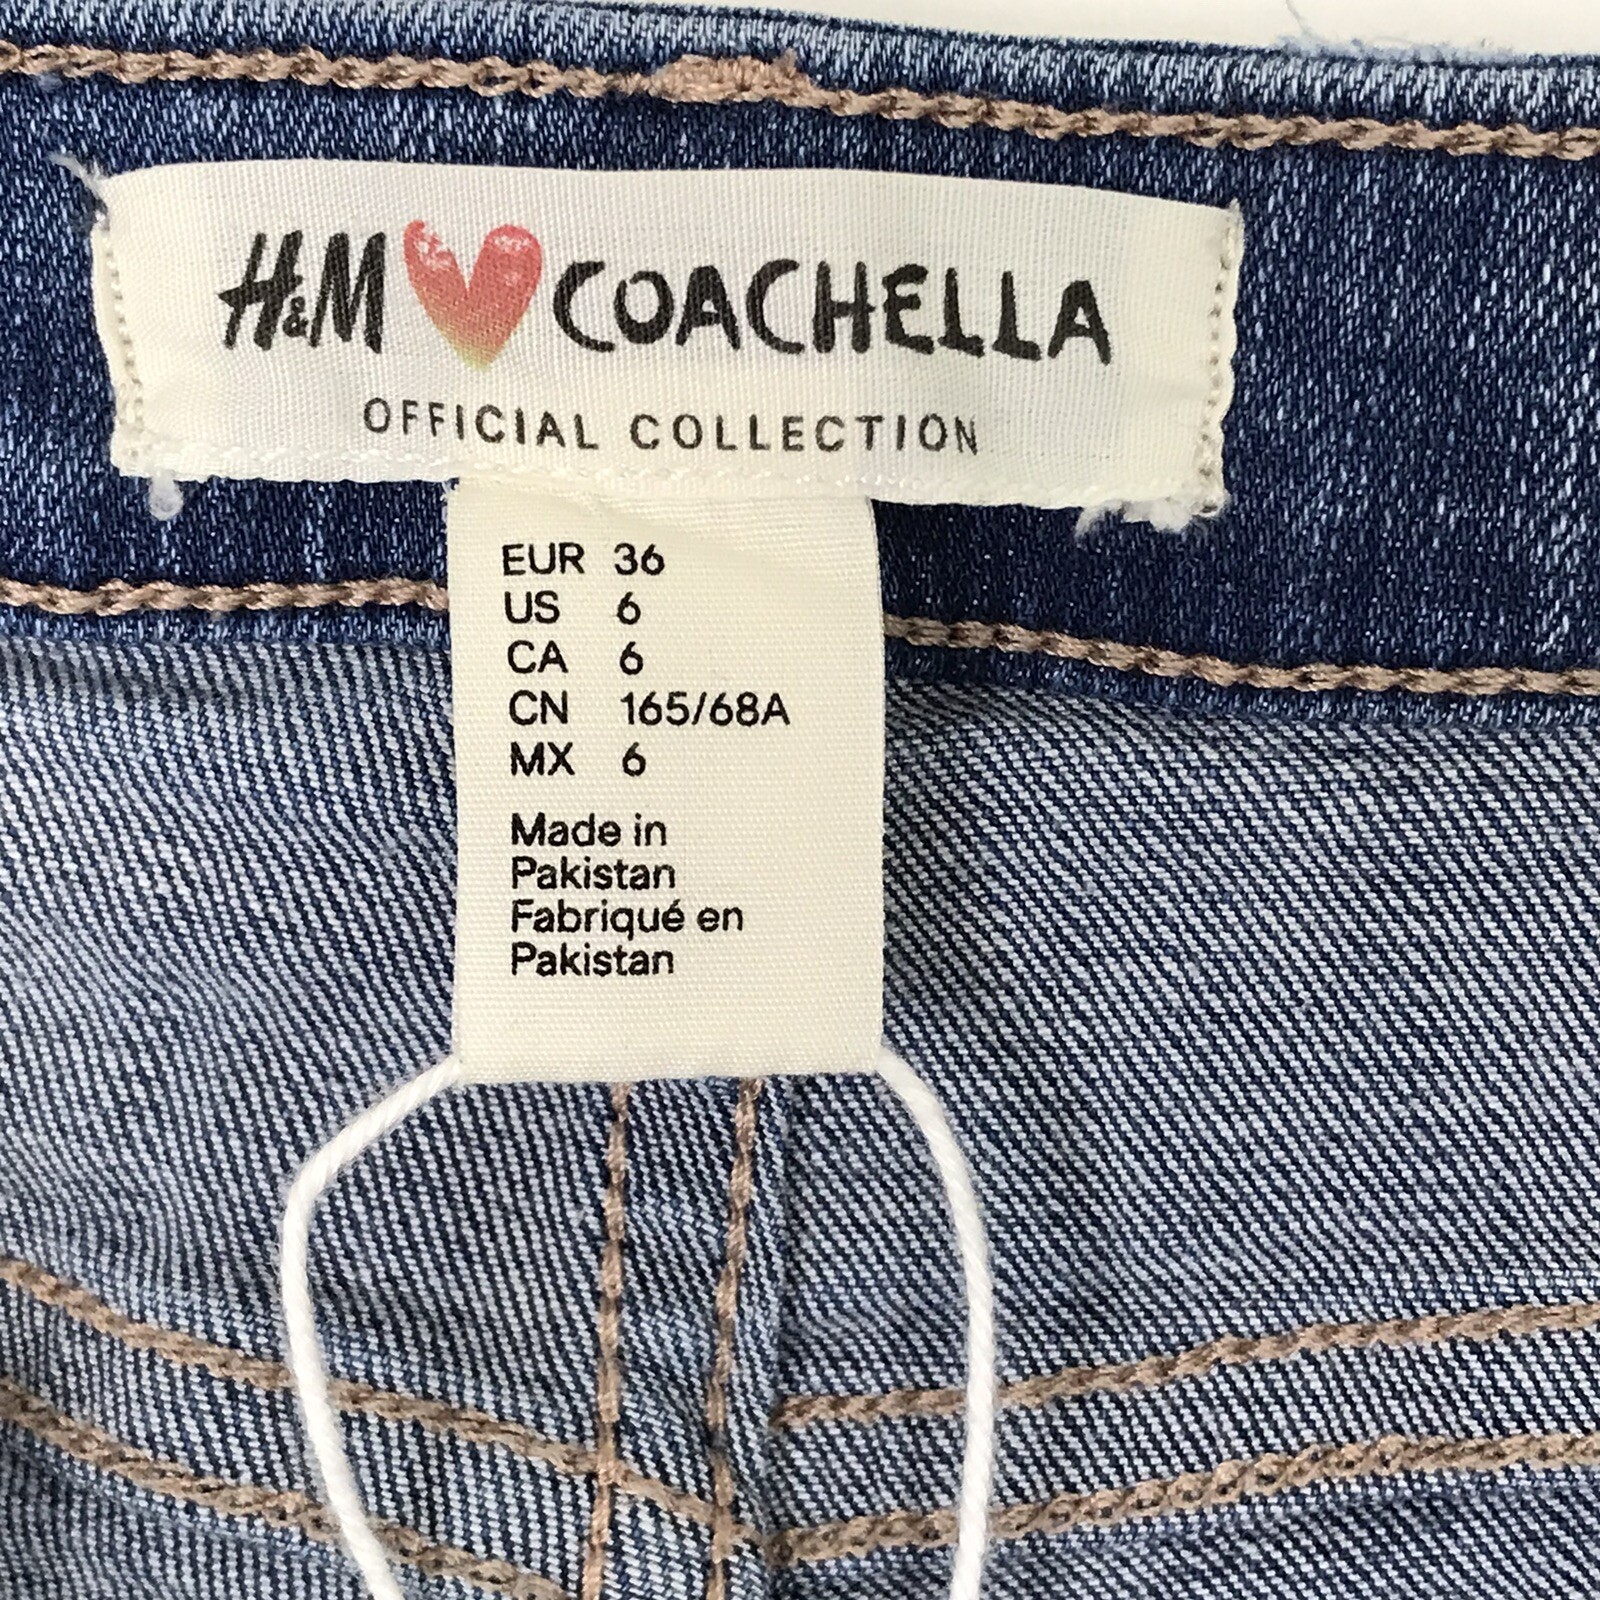 H&M COACHELLA
OFFICIAL COLLECTION
EUR 36
US 6
CA 6
CN 165/68A
MX 6
Made in
Pakistan
Fabriqué en
Pakistan